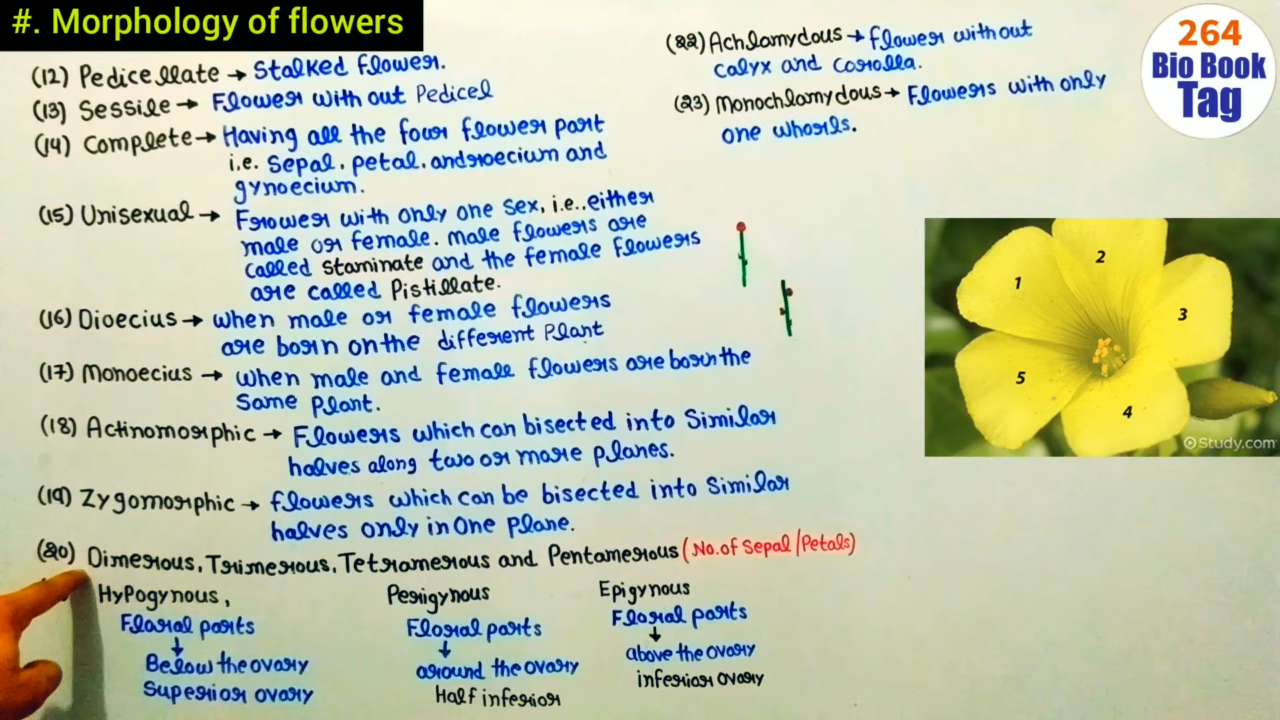 #. Morphology of flowers
264
Bio Book
Tag
(12) Pedicellate → Stalked flower.
(13) Sessile → Flower with out Pedicel
(14) Complete → Having all the four flower part
i.e. Sepal, petal, androecium and
gynoecium.
(15) Unisexual → Frower with only one sex, i.e.. either
male or female. male flowers are
called staminate and the female flowers
are called Pistillate.
(16) Dioecius → when male or female flowers
are born on the different Plant
(17) Monoecius → when male and female flowers are born the
Same plant.
(18) Actinomorphic → Flowers which can bisected into Similar
halves along two or more planes.
(19) Zygomorphic → flowers which can be bisected into Similar
halves only in One plane.
(20) Dimerous, Trimerous, Tetramerous and Pentamerous (No. of Sepal/Petals)
HyPogynous,
Floral parts
↓
Below the ovary
Superior ovary
Perigynous
Floral parts
↓
around the ovary
Half inferior
Epigynous
Floral parts
↓
above the ovary
inferior ovary
(22) Achlamydous → flower without
calyx and corolla.
(23) monochlamydous → Flowers with only
one whorls.
1
2
3
4
5
Study.com